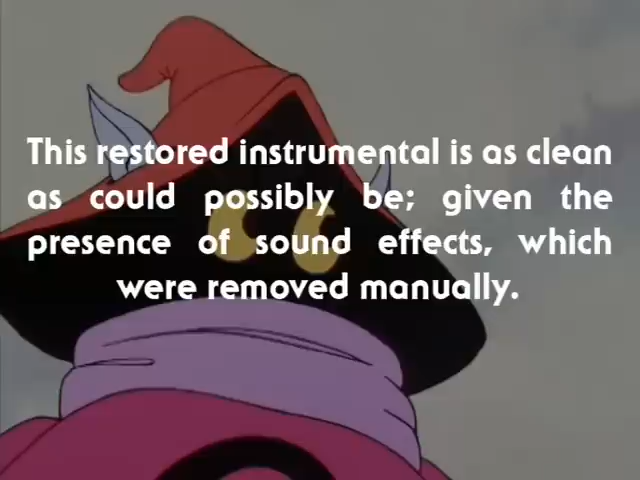 This restored instrumental is as clean
as could possibly be; given the
presence of sound effects, which
were removed manually.